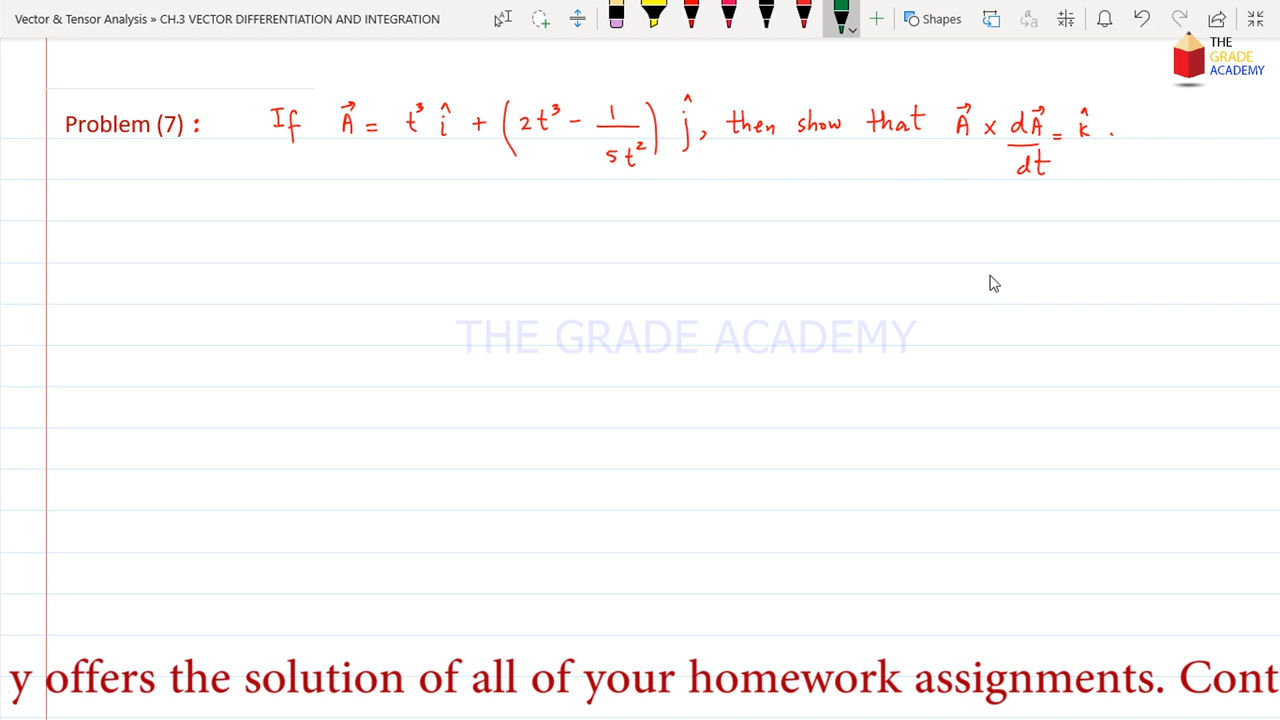 Vector & Tensor Analysis » CH.3 VECTOR DIFFERENTIATION AND INTEGRATION
Shapes
THE
GRADE
ACADEMY
Problem (7) : If A⃗ = t³ î + (2t³ − 1/5t²) ĵ, then show that A⃗ × dA⃗/dt = k̂ .
THE GRADE ACADEMY
y offers the solution of all of your homework assignments. Cont